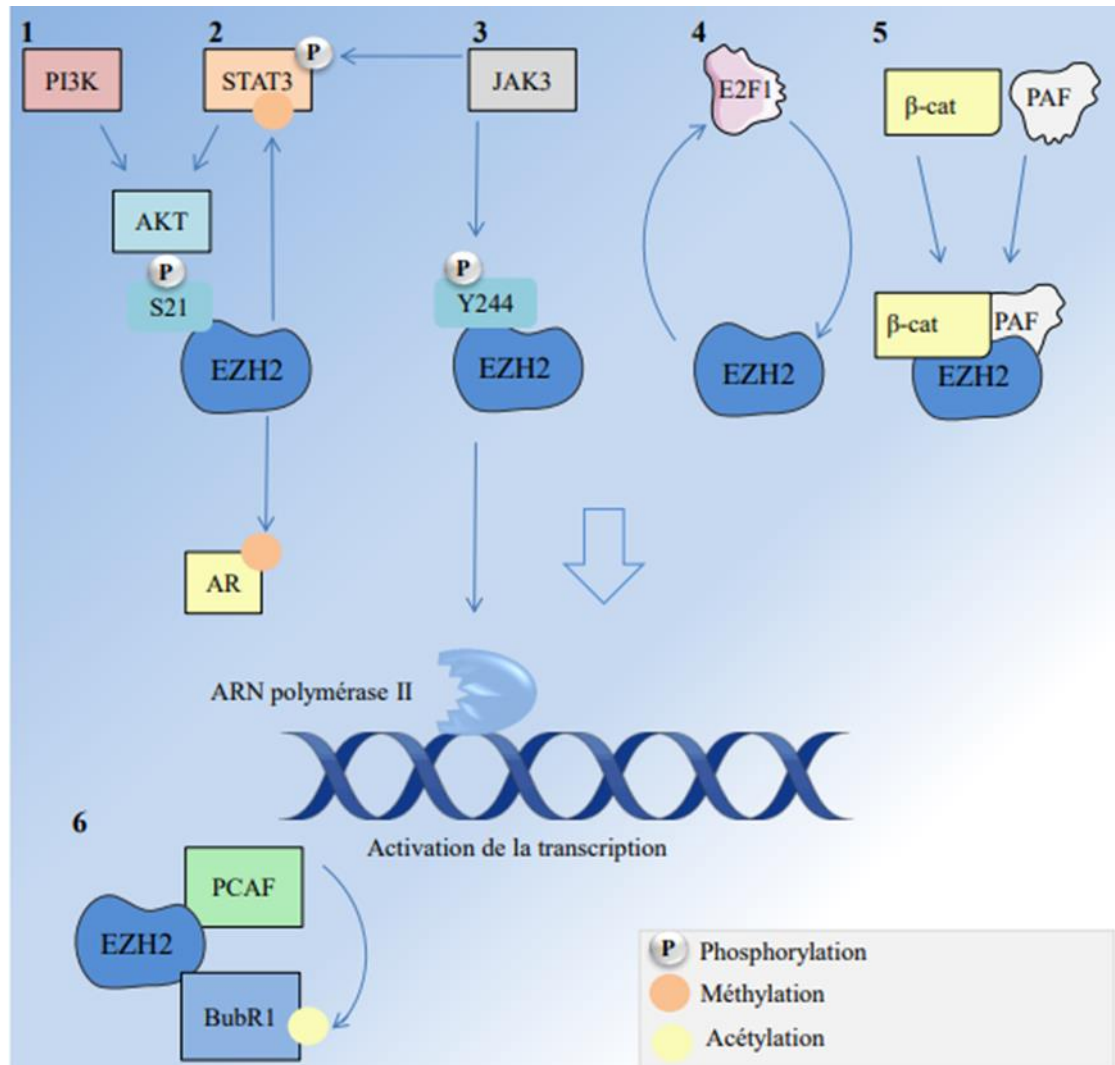 1
PI3K
2
STAT3
P
3
JAK3
4
E2F1
5
β-cat
PAF
AKT
P
S21
EZH2
P
Y244
EZH2
EZH2
β-cat
PAF
EZH2
AR
ARN polymérase II
Activation de la transcription
6
PCAF
EZH2
BubR1
P Phosphorylation
Méthylation
Acétylation